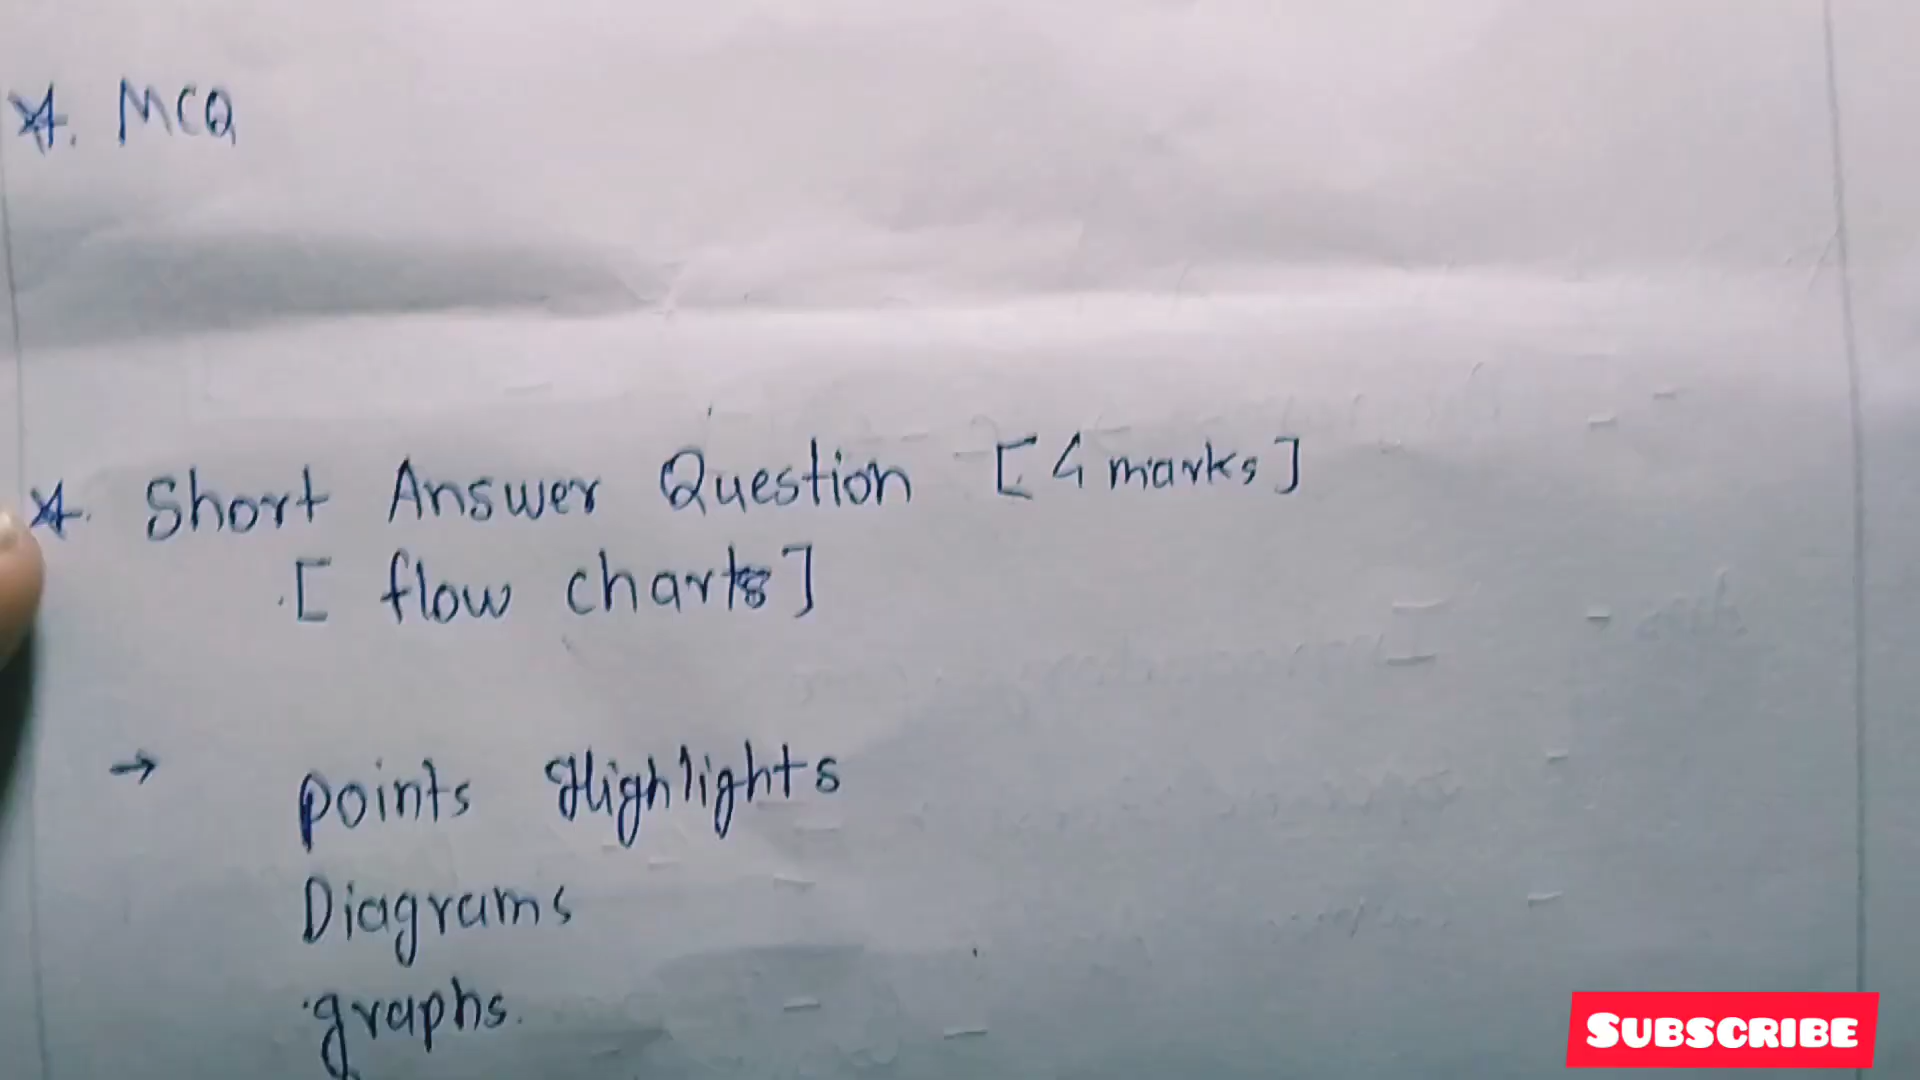 ☆. MCQ
☆. Short Answer Question [4 marks]
[flow charts]
→ points Highlights
Diagrams
graphs.
SUBSCRIBE